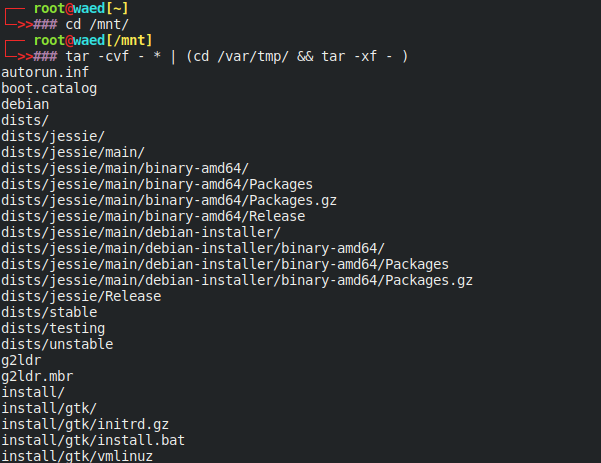 ┌── root@waed[~]
└─>>### cd /mnt/
┌── root@waed[/mnt]
└─>>### tar -cvf - * | (cd /var/tmp/ && tar -xf - )
autorun.inf
boot.catalog
debian
dists/
dists/jessie/
dists/jessie/main/
dists/jessie/main/binary-amd64/
dists/jessie/main/binary-amd64/Packages
dists/jessie/main/binary-amd64/Packages.gz
dists/jessie/main/binary-amd64/Release
dists/jessie/main/debian-installer/
dists/jessie/main/debian-installer/binary-amd64/
dists/jessie/main/debian-installer/binary-amd64/Packages
dists/jessie/main/debian-installer/binary-amd64/Packages.gz
dists/jessie/Release
dists/stable
dists/testing
dists/unstable
g2ldr
g2ldr.mbr
install/
install/gtk/
install/gtk/initrd.gz
install/gtk/install.bat
install/gtk/vmlinuz